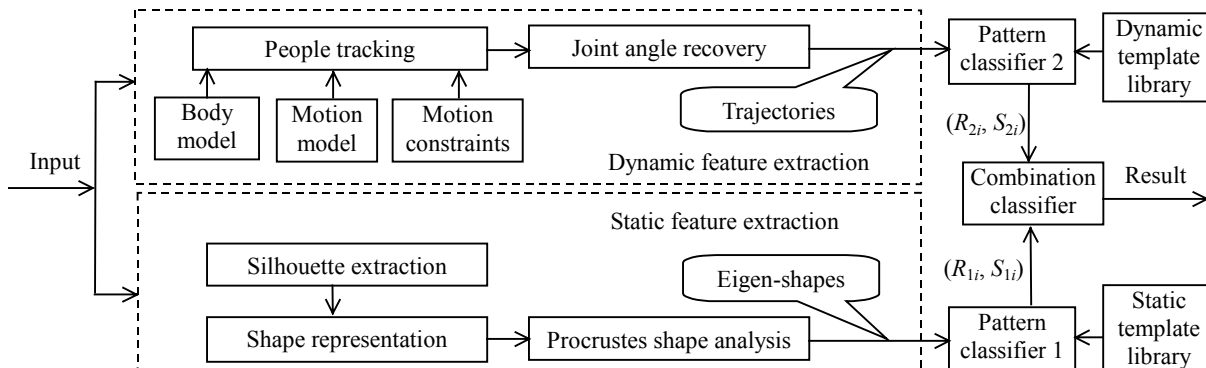 Input
People tracking
Body
model
Motion
model
Motion
constraints
Joint angle recovery
Trajectories
Dynamic feature extraction
Pattern
classifier 2
Dynamic
template
library
(R2i, S2i)
Combination
classifier
Result
Static feature extraction
Silhouette extraction
Shape representation
Procrustes shape analysis
Eigen-shapes
(R1i, S1i)
Pattern
classifier 1
Static
template
library